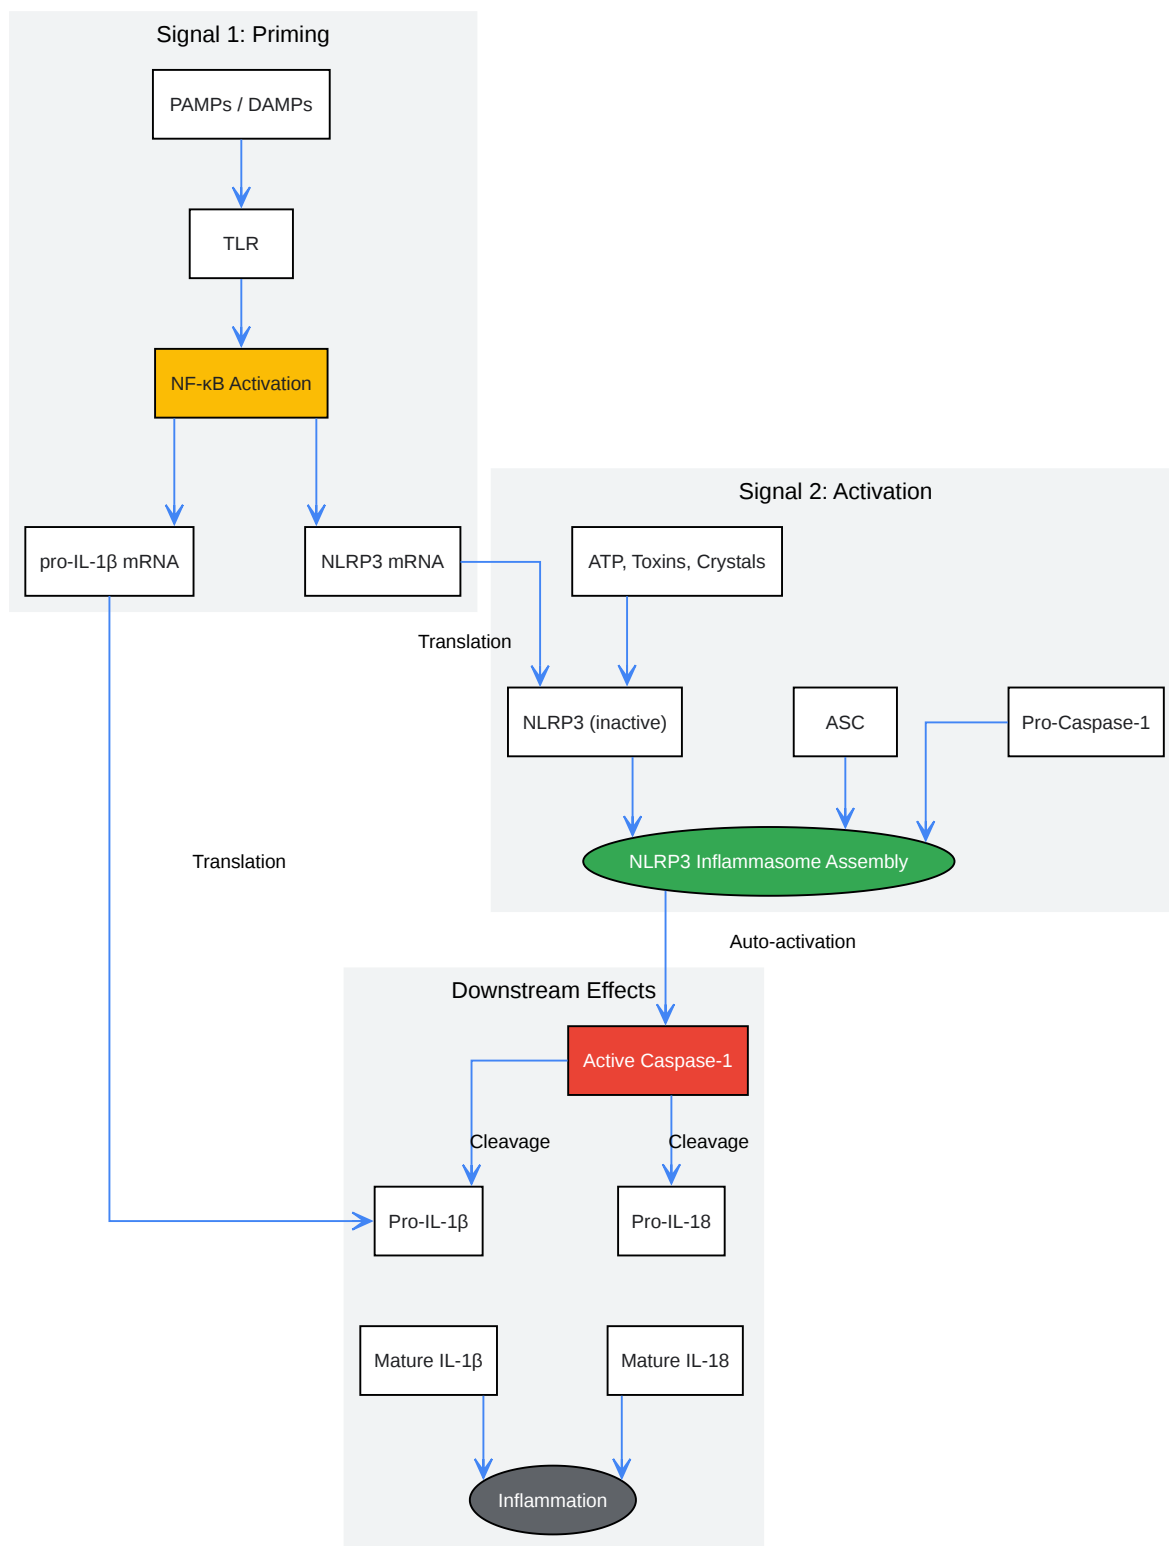 Signal 1: Priming
PAMPs / DAMPs
TLR
NF-κB Activation
pro-IL-1β mRNA
NLRP3 mRNA
Signal 2: Activation
ATP, Toxins, Crystals
Translation
NLRP3 (inactive)
ASC
Pro-Caspase-1
Translation
NLRP3 Inflammasome Assembly
Auto-activation
Downstream Effects
Active Caspase-1
Cleavage
Cleavage
Pro-IL-1β
Pro-IL-18
Mature IL-1β
Mature IL-18
Inflammation